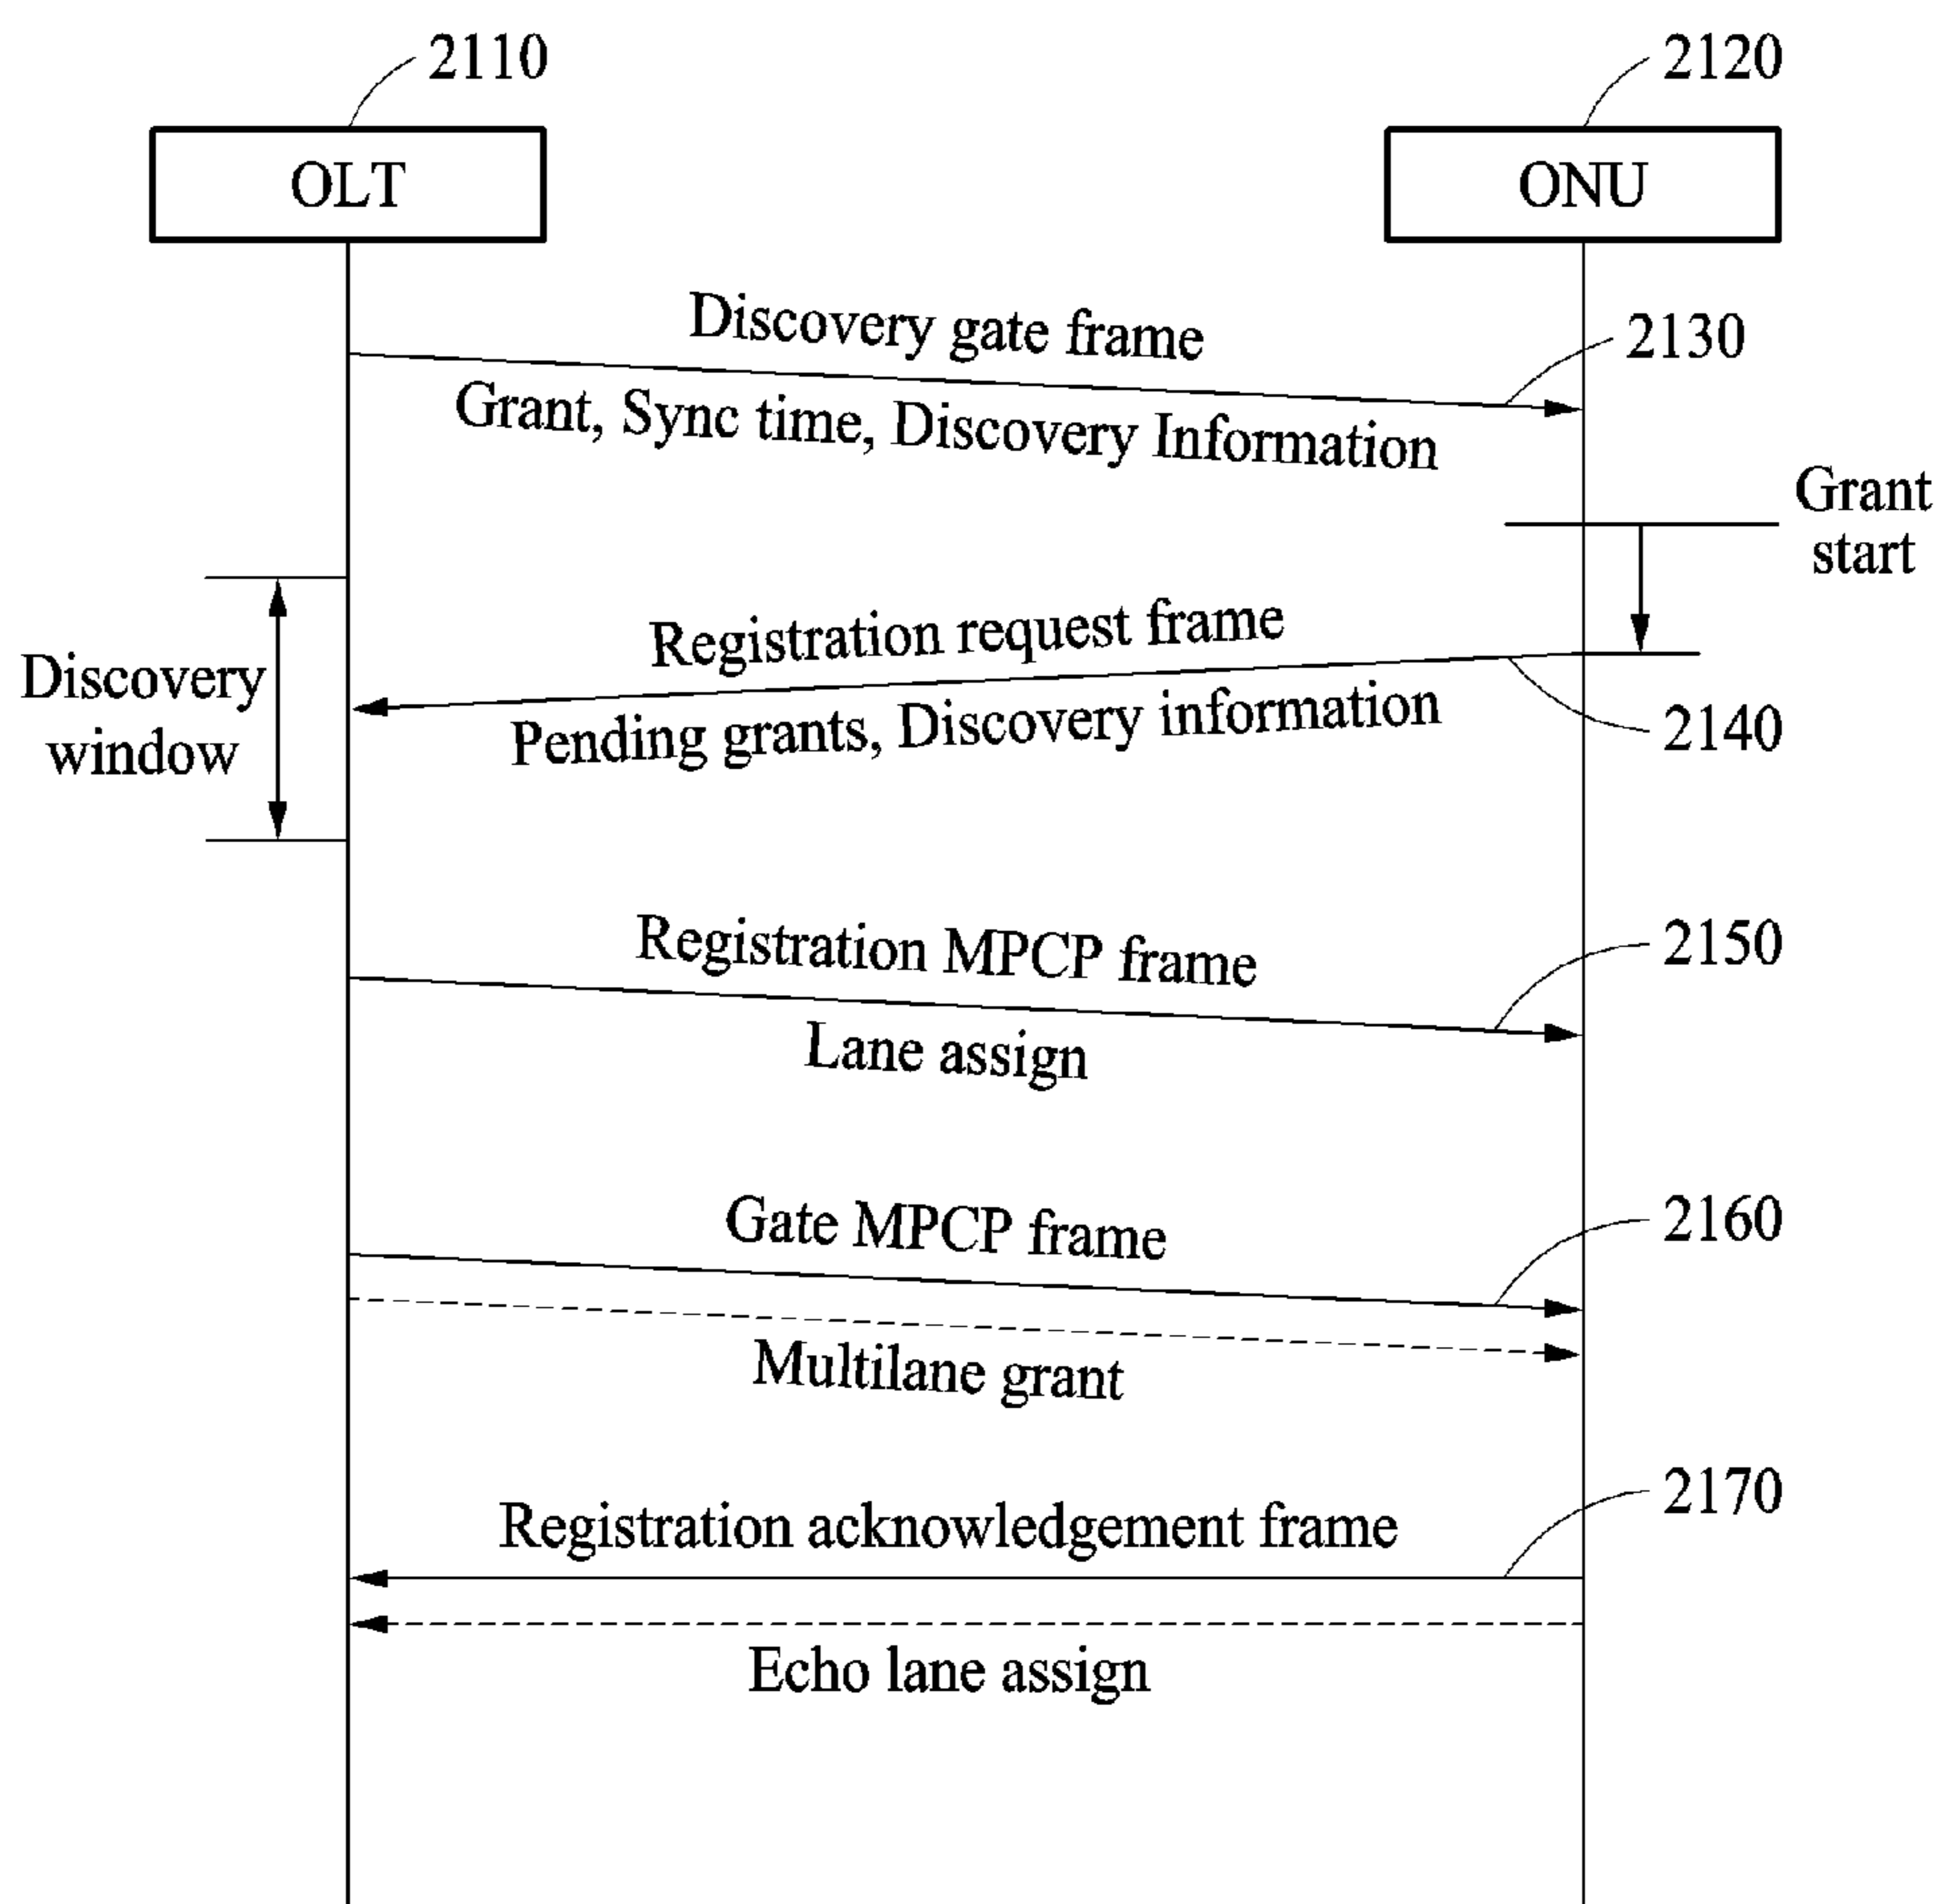 2110
2120
OLT
ONU
Discovery gate frame
2130
Grant, Sync time, Discovery Information
Grant
start
Registration request frame
Discovery
window
Pending grants, Discovery information
2140
Registration MPCP frame
2150
Lane assign
Gate MPCP frame
2160
Multilane grant
2170
Registration acknowledgement frame
Echo lane assign